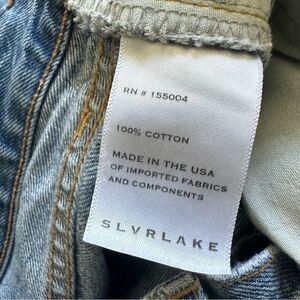 RN # 155004
100% COTTON
MADE IN THE USA
OF IMPORTED FABRICS
AND COMPONENTS
SLVRLAKE